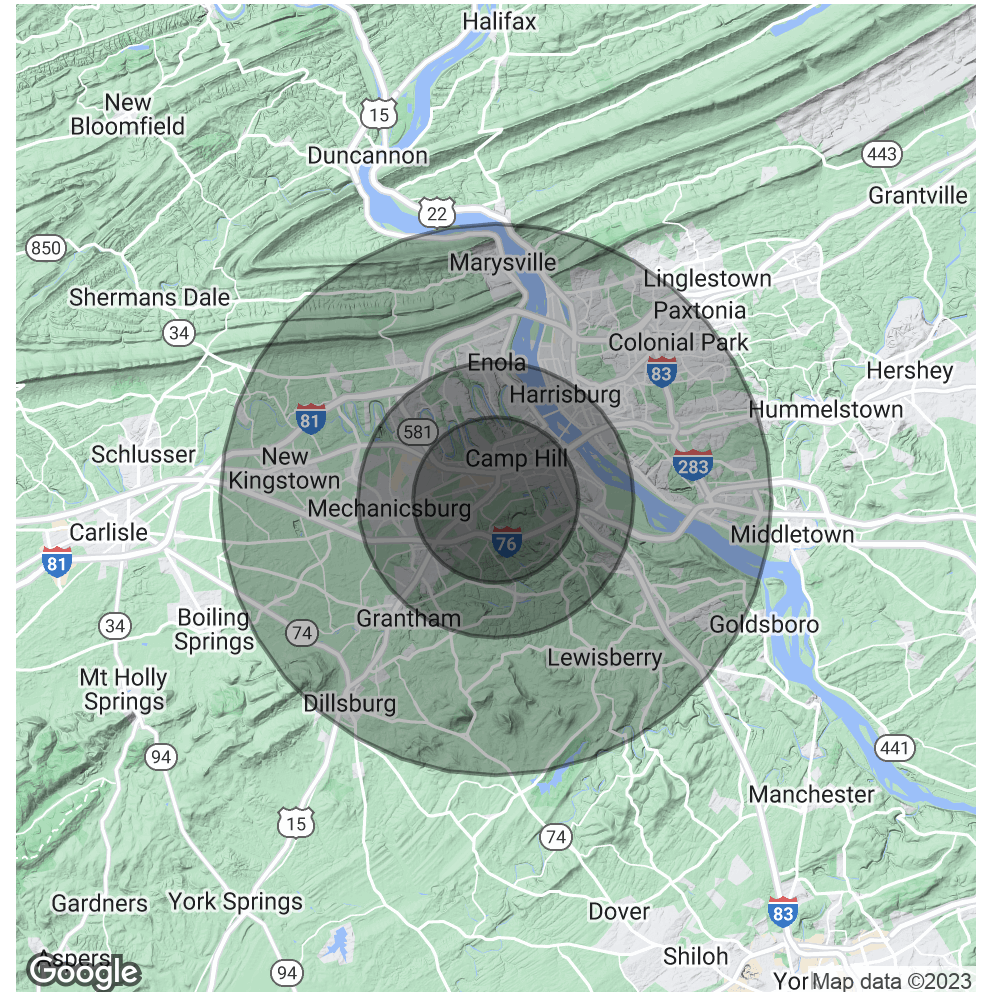 Halifax
15
New
Bloomfield
Duncannon
443
Grantville
22
850
Marysville
Linglestown
Shermans Dale
Paxtonia
34
Colonial Park
Enola
83
Hershey
Harrisburg
Hummelstown
81
581
Schlusser
New
Kingstown
Camp Hill
283
Mechanicsburg
Carlisle
76
Middletown
81
34
Boiling
Springs
74
Grantham
Goldsboro
Lewisberry
Mt Holly
Springs
Dillsburg
94
441
Manchester
15
74
Gardners
York Springs
Dover
83
Shiloh
Aspers
Google
94
Yor
Map data ©2023